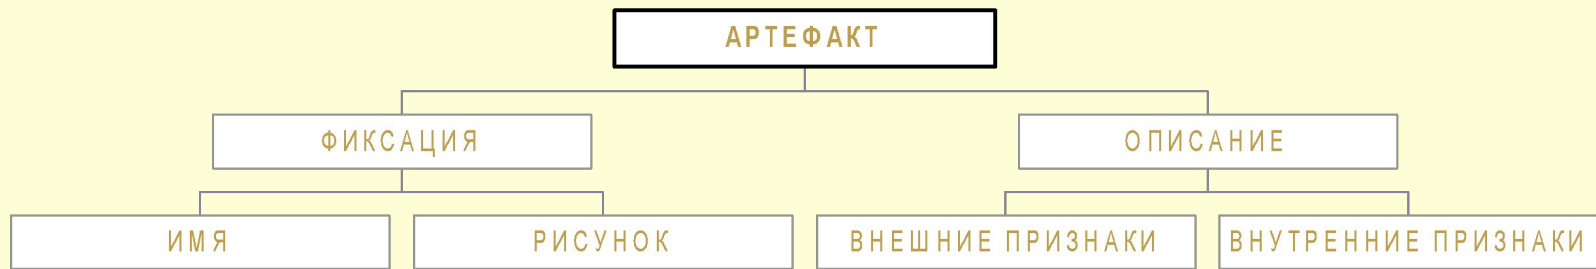 АРТЕФАКТ
ФИКСАЦИЯ
ОПИСАНИЕ
ИМЯ
РИСУНОК
ВНЕШНИЕ ПРИЗНАКИ
ВНУТРЕННИЕ ПРИЗНАКИ